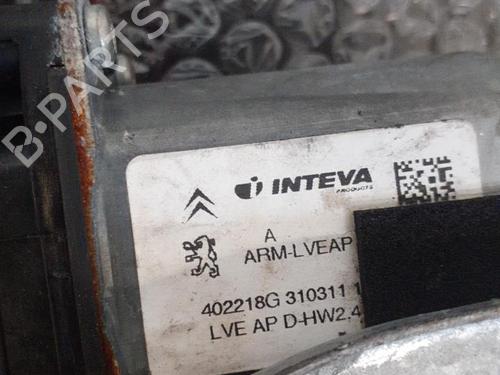 B-PARTS
INTEVA
PRODUCTS
A
ARM-LVEAP
402218G 310311 1
LVE AP D-HW2.4